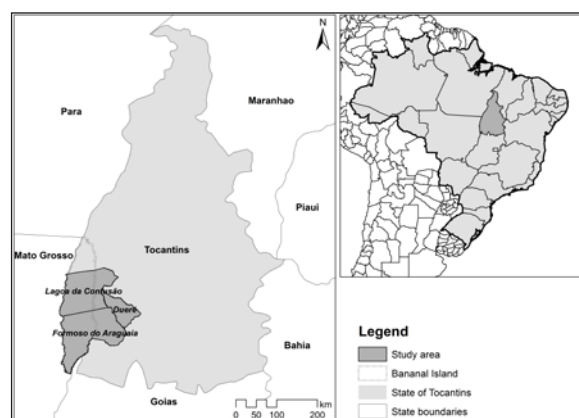 N
Para
Maranhao
Piaui
Tocantins
Mato Grosso
Lagoa da Confusão
Dueré
Formoso do Araguaia
Bahia
Goias
km
0 50 100 200
Legend
Study area
Bananal Island
State of Tocantins
State boundaries